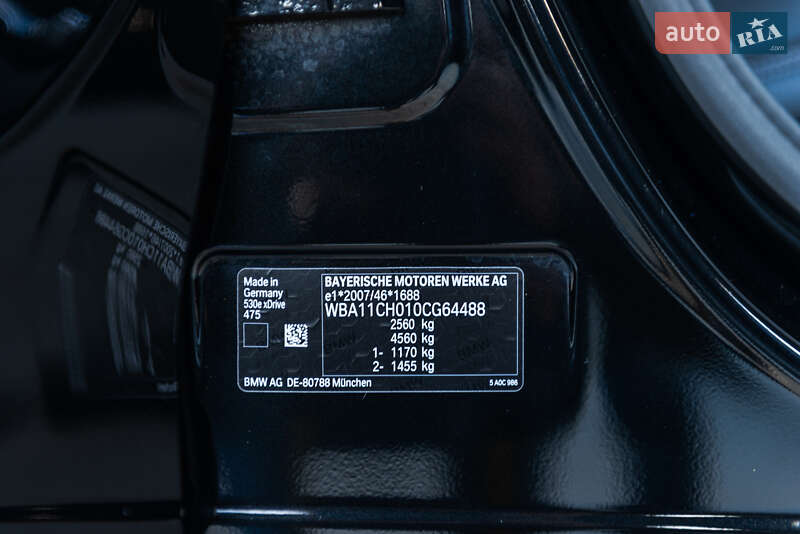 auto RIA
.com
Made in
Germany
530e xDrive
475
BAYERISCHE MOTOREN WERKE AG
e1*2007/46*1688
WBA11CH010CG64488
2560 kg
4560 kg
1- 1170 kg
2- 1455 kg
BMW AG DE-80788 München
5 A0C 986